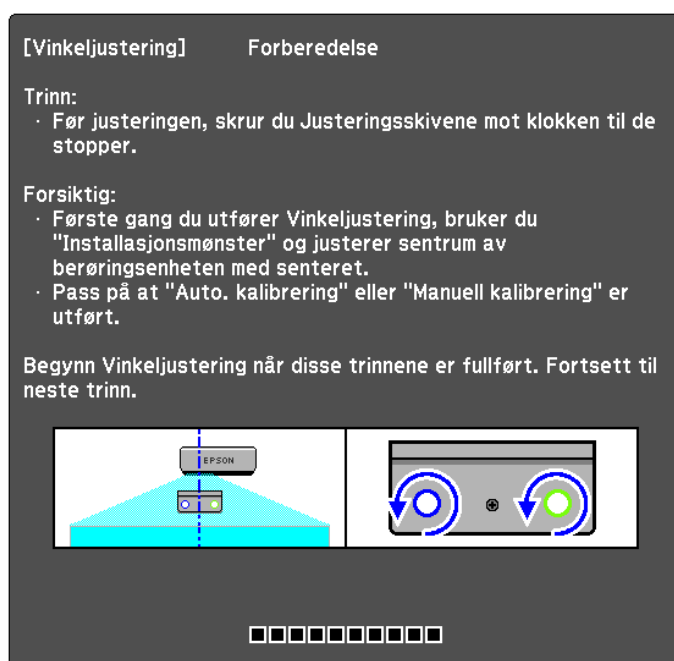 [Vinkeljustering] Forberedelse
Trinn:
· Før justeringen, skrur du Justeringsskivene mot klokken til de
stopper.
Forsiktig:
· Første gang du utfører Vinkeljustering, bruker du
"Installasjonsmønster" og justerer sentrum av
berøringsenheten med senteret.
· Pass på at "Auto. kalibrering" eller "Manuell kalibrering" er
utført.
Begynn Vinkeljustering når disse trinnene er fullført. Fortsett til
neste trinn.
EPSON